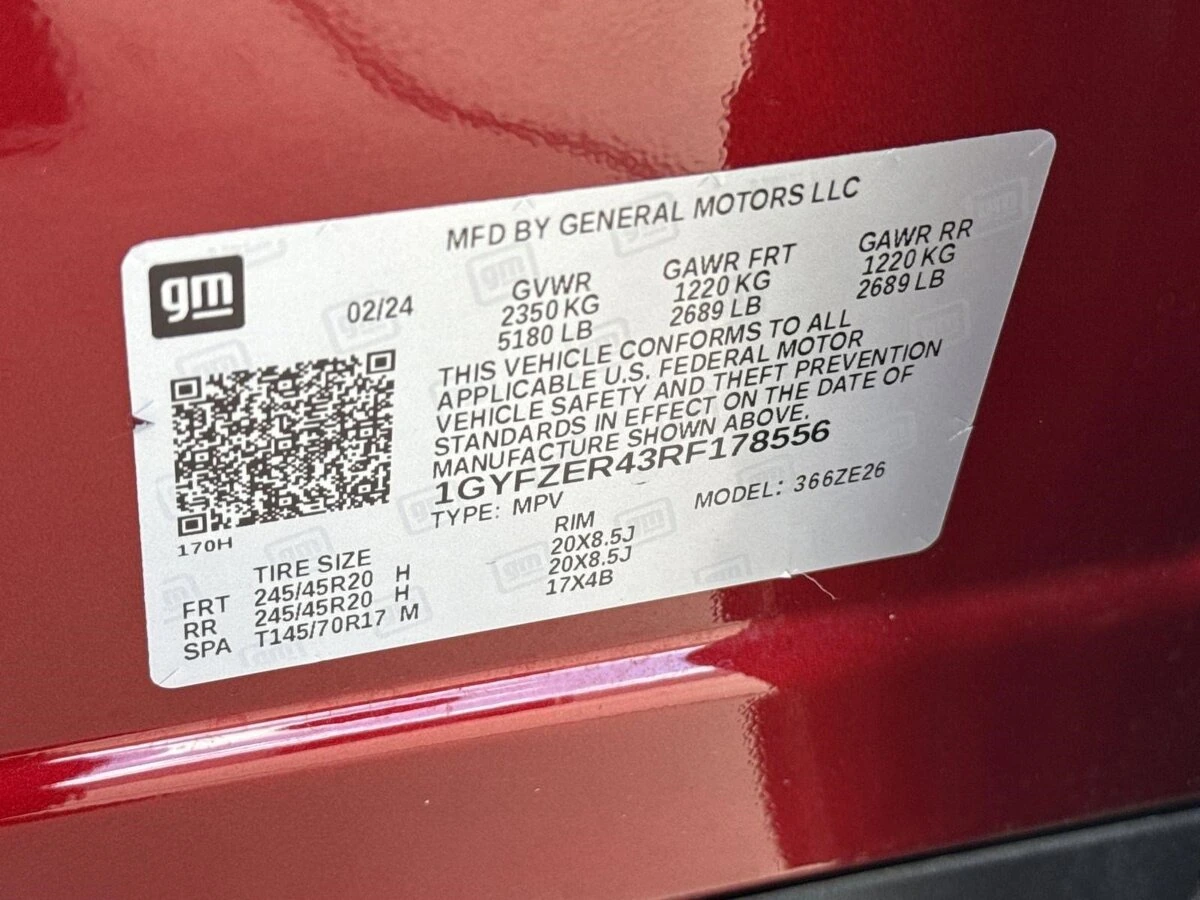 MFD BY GENERAL MOTORS LLC
gm
02/24
GVWR
2350 KG
5180 LB
GAWR FRT
1220 KG
2689 LB
GAWR RR
1220 KG
2689 LB
THIS VEHICLE CONFORMS TO ALL
APPLICABLE U.S. FEDERAL MOTOR
VEHICLE SAFETY AND THEFT PREVENTION
STANDARDS IN EFFECT ON THE DATE OF
MANUFACTURE SHOWN ABOVE.
1GYFZER43RF178556
TYPE: MPV MODEL: 366ZE26
170H
TIRE SIZE RIM
FRT 245/45R20 H 20X8.5J
RR 245/45R20 H 20X8.5J
SPA T145/70R17 M 17X4B